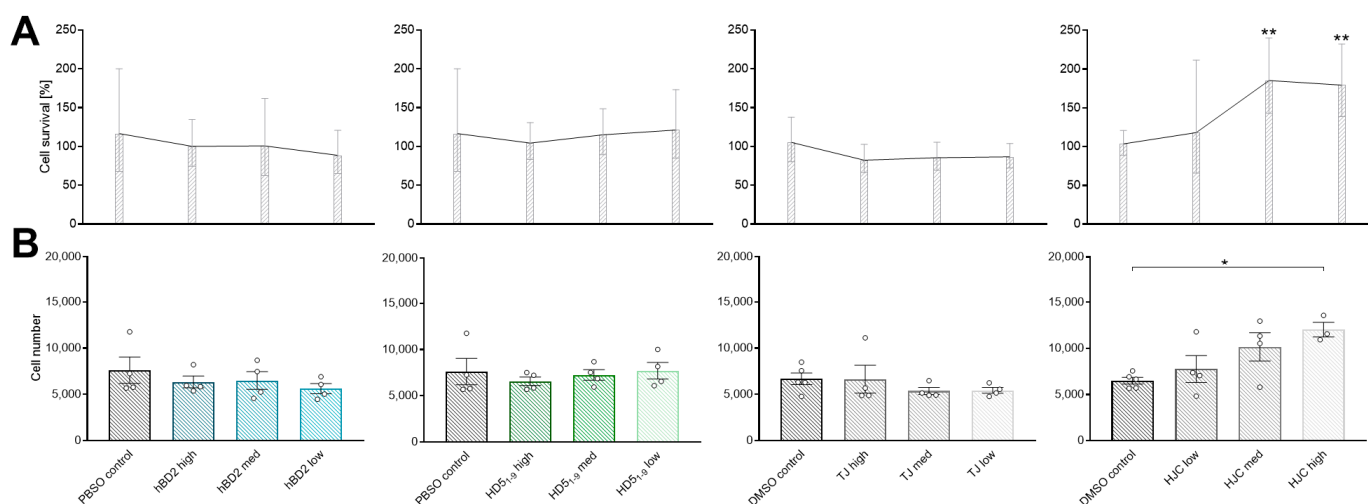 A
Cell survival [%]
250
200
150
100
50
0
250
200
150
100
50
0
250
200
150
100
50
0
250
200
150
100
50
0
**
**
B
Cell number
20,000
15,000
10,000
5,000
0
PBSO control
hBD2 high
hBD2 med
hBD2 low
20,000
15,000
10,000
5,000
0
PBSO control
HD5₁₋₉ high
HD5₁₋₉ med
HD5₁₋₉ low
20,000
15,000
10,000
5,000
0
DMSO control
TJ high
TJ med
TJ low
20,000
15,000
10,000
5,000
0
*
DMSO control
HJC low
HJC med
HJC high